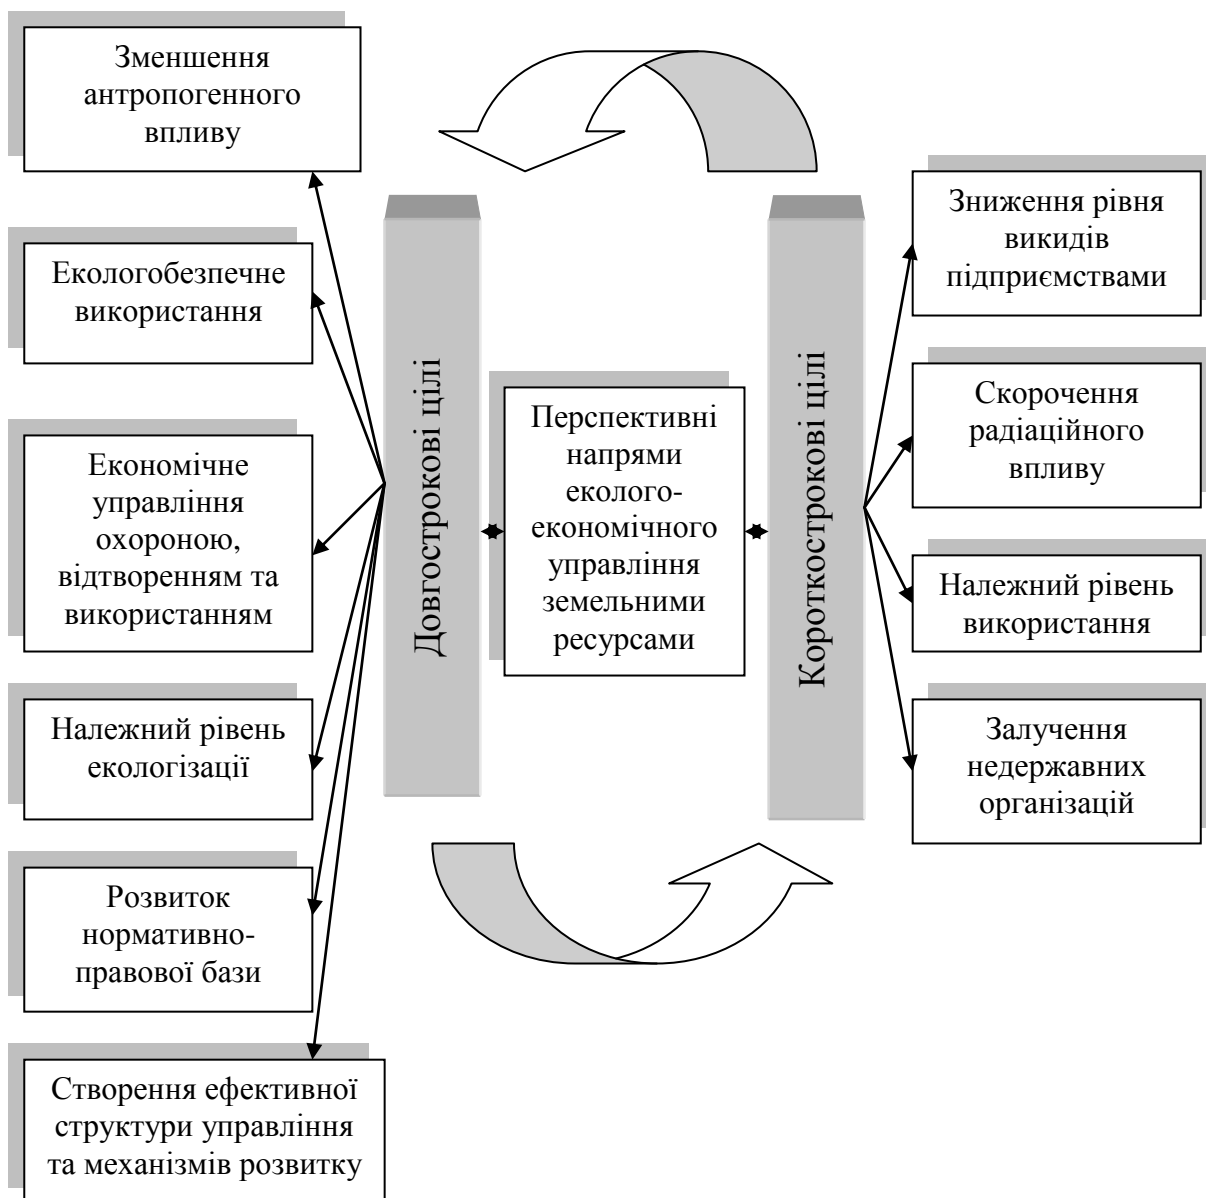 Зменшення
антропогенного
впливу
Екологобезпечне
використання
Економічне
управління
охороною,
відтворенням та
використанням
Належний рівень
екологізації
Розвиток
нормативно-
правової бази
Створення ефективної
структури управління
та механізмів розвитку
Довгострокові цілі
Перспективні
напрями
еколого-
економічного
управління
земельними
ресурсами
Короткострокові цілі
Зниження рівня
викидів
підприємствами
Скорочення
радіаційного
впливу
Належний рівень
використання
Залучення
недержавних
організацій